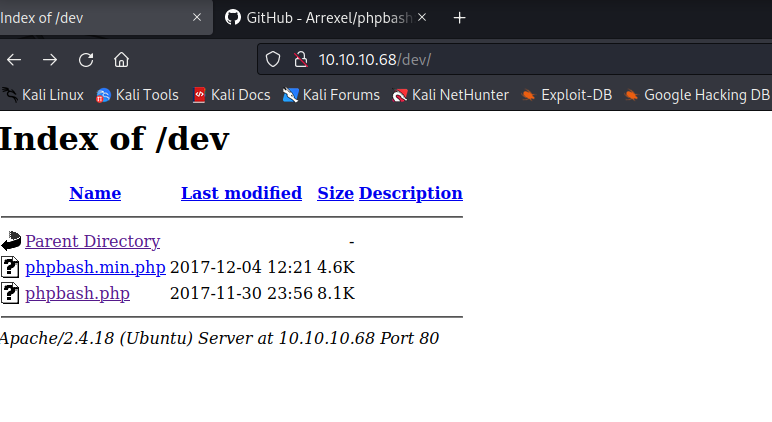 Index of /dev × GitHub - Arrexel/phpbash × +
10.10.10.68/dev/
Kali Linux Kali Tools Kali Docs Kali Forums Kali NetHunter Exploit-DB Google Hacking DB
Index of /dev
Name Last modified Size Description
Parent Directory -
phpbash.min.php 2017-12-04 12:21 4.6K
phpbash.php 2017-11-30 23:56 8.1K
Apache/2.4.18 (Ubuntu) Server at 10.10.10.68 Port 80